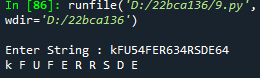 In [86]: runfile('D:/22bca136/9.py',
wdir='D:/22bca136')
Enter String : kFU54FER634RSDE64
k F U F E R R S D E